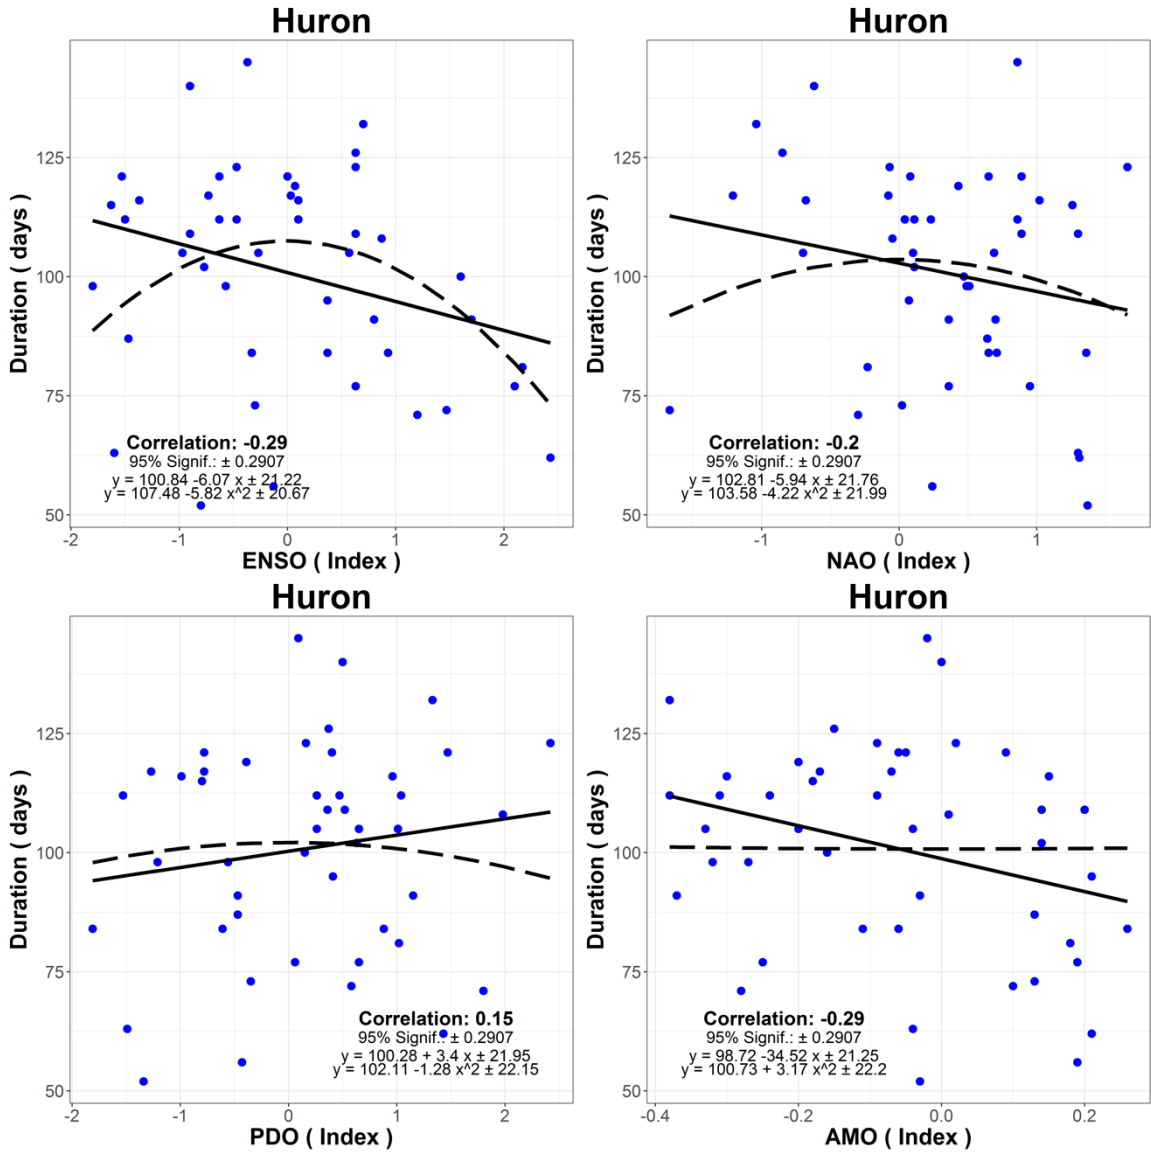 Huron
Duration ( days )
125
100
75
50
Correlation: -0.29
95% Signif.: ± 0.2907
y = 100.84 -6.07 x ± 21.22
y = 107.48 -5.82 x^2 ± 20.67
-2 -1 0 1 2
ENSO ( Index )
Huron
Duration ( days )
125
100
75
50
Correlation: -0.2
95% Signif.: ± 0.2907
y = 102.81 -5.94 x ± 21.76
y = 103.58 -4.22 x^2 ± 21.99
-1 0 1
NAO ( Index )
Huron
Duration ( days )
125
100
75
50
Correlation: 0.15
95% Signif.: ± 0.2907
y = 100.28 + 3.4 x ± 21.95
y = 102.11 -1.28 x^2 ± 22.15
-2 -1 0 1 2
PDO ( Index )
Huron
Duration ( days )
125
100
75
50
Correlation: -0.29
95% Signif.: ± 0.2907
y = 98.72 -34.52 x ± 21.25
y = 100.73 + 3.17 x^2 ± 22.2
-0.4 -0.2 0.0 0.2
AMO ( Index )